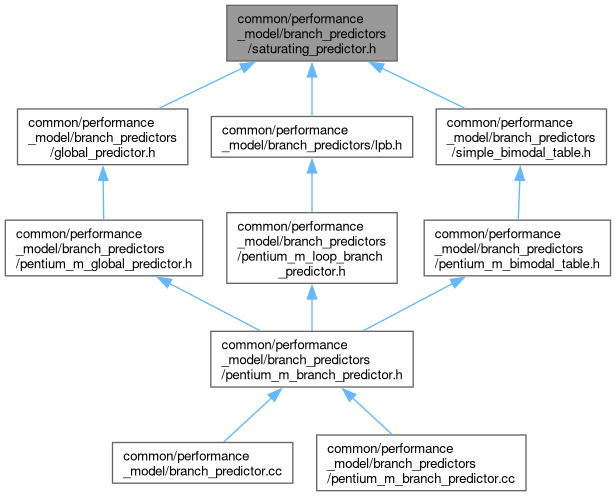 common/performance
_model/branch_predictors
/saturating_predictor.h
common/performance
_model/branch_predictors
/global_predictor.h
common/performance
_model/branch_predictors/lpb.h
common/performance
_model/branch_predictors
/simple_bimodal_table.h
common/performance
_model/branch_predictors
/pentium_m_global_predictor.h
common/performance
_model/branch_predictors
/pentium_m_loop_branch
_predictor.h
common/performance
_model/branch_predictors
/pentium_m_bimodal_table.h
common/performance
_model/branch_predictors
/pentium_m_branch_predictor.h
common/performance
_model/branch_predictor.cc
common/performance
_model/branch_predictors
/pentium_m_branch_predictor.cc